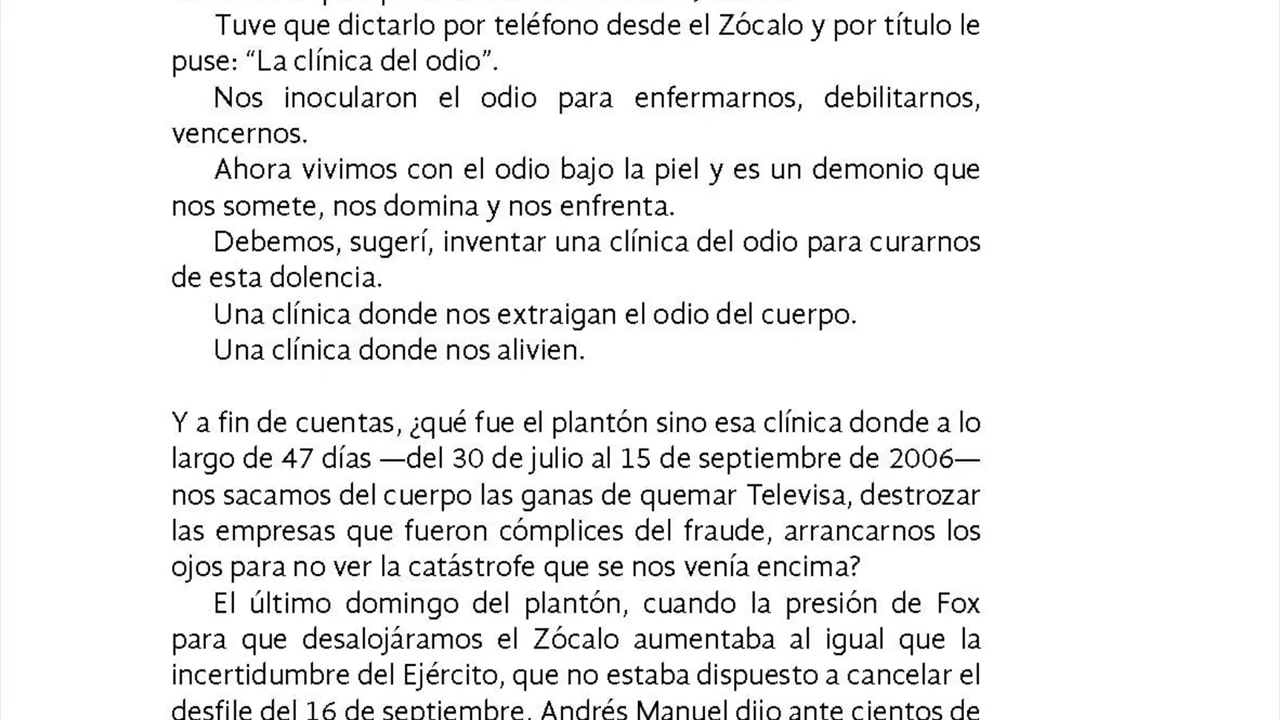 Tuve que dictarlo por teléfono desde el Zócalo y por título le
puse: “La clínica del odio”.
Nos inocularon el odio para enfermarnos, debilitarnos,
vencernos.
Ahora vivimos con el odio bajo la piel y es un demonio que
nos somete, nos domina y nos enfrenta.
Debemos, sugerí, inventar una clínica del odio para curarnos
de esta dolencia.
Una clínica donde nos extraigan el odio del cuerpo.
Una clínica donde nos alivien.
Y a fin de cuentas, ¿qué fue el plantón sino esa clínica donde a lo
largo de 47 días —del 30 de julio al 15 de septiembre de 2006—
nos sacamos del cuerpo las ganas de quemar Televisa, destrozar
las empresas que fueron cómplices del fraude, arrancarnos los
ojos para no ver la catástrofe que se nos venía encima?
El último domingo del plantón, cuando la presión de Fox
para que desalojáramos el Zócalo aumentaba al igual que la
incertidumbre del Ejército, que no estaba dispuesto a cancelar el
desfile del 16 de septiembre, Andrés Manuel dijo ante cientos de